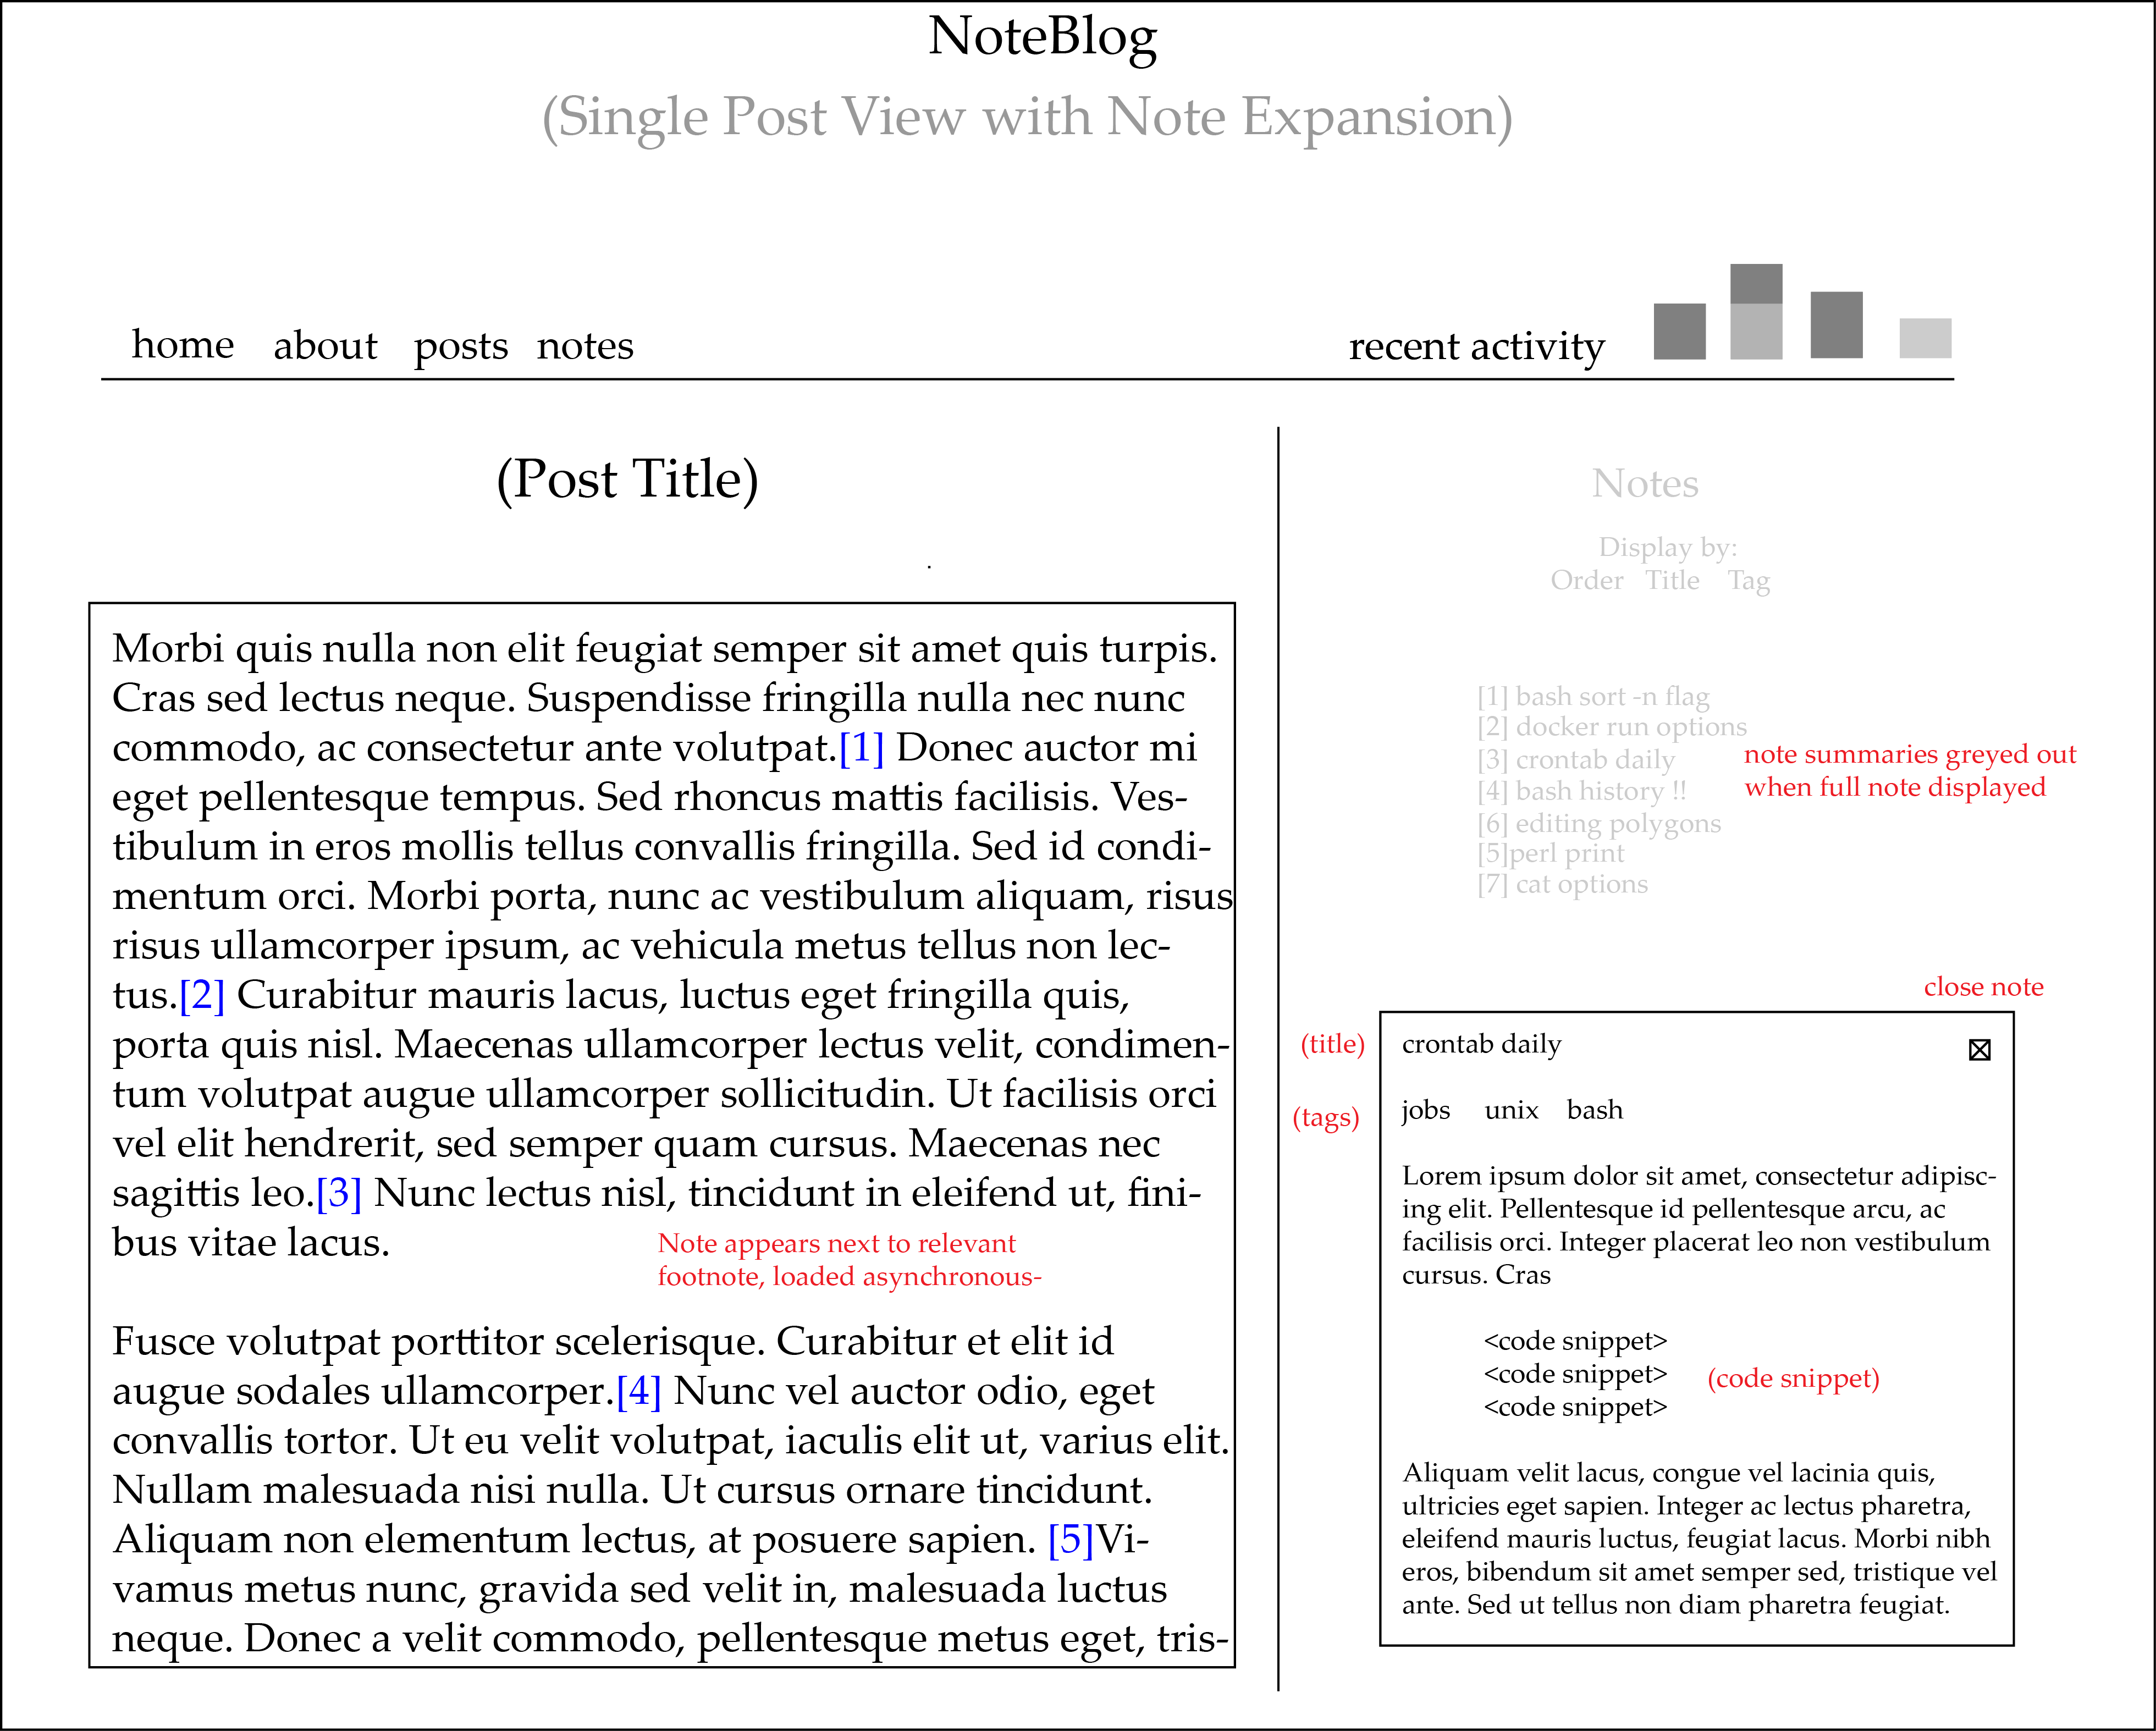 NoteBlog
(Single Post View with Note Expansion)
home about posts notes
recent activity
(Post Title)
Morbi quis nulla non elit feugiat semper sit amet quis turpis.
Cras sed lectus neque. Suspendisse fringilla nulla nec nunc
commodo, ac consectetur ante volutpat.[1] Donec auctor mi
eget pellentesque tempus. Sed rhoncus mattis facilisis. Ves-
tibulum in eros mollis tellus convallis fringilla. Sed id condi-
mentum orci. Morbi porta, nunc ac vestibulum aliquam, risus
risus ullamcorper ipsum, ac vehicula metus tellus non lec-
tus.[2] Curabitur mauris lacus, luctus eget fringilla quis,
porta quis nisl. Maecenas ullamcorper lectus velit, condimen-
tum volutpat augue ullamcorper sollicitudin. Ut facilisis orci
vel elit hendrerit, sed semper quam cursus. Maecenas nec
sagittis leo.[3] Nunc lectus nisl, tincidunt in eleifend ut, fini-
bus vitae lacus.
Note appears next to relevant
footnote, loaded asynchronous-
Fusce volutpat porttitor scelerisque. Curabitur et elit id
augue sodales ullamcorper.[4] Nunc vel auctor odio, eget
convallis tortor. Ut eu velit volutpat, iaculis elit ut, varius elit.
Nullam malesuada nisi nulla. Ut cursus ornare tincidunt.
Aliquam non elementum lectus, at posuere sapien. [5]Vi-
vamus metus nunc, gravida sed velit in, malesuada luctus
neque. Donec a velit commodo, pellentesque metus eget, tris-
Notes
Display by:
Order Title Tag
[1] bash sort -n flag
[2] docker run options
[3] crontab daily
[4] bash history !!
[6] editing polygons
[5]perl print
[7] cat options
note summaries greyed out
when full note displayed
close note
(title)
crontab daily
(tags)
jobs unix bash
Lorem ipsum dolor sit amet, consectetur adipisc-
ing elit. Pellentesque id pellentesque arcu, ac
facilisis orci. Integer placerat leo non vestibulum
cursus. Cras
<code snippet>
<code snippet>
<code snippet>
(code snippet)
Aliquam velit lacus, congue vel lacinia quis,
ultricies eget sapien. Integer ac lectus pharetra,
eleifend mauris luctus, feugiat lacus. Morbi nibh
eros, bibendum sit amet semper sed, tristique vel
ante. Sed ut tellus non diam pharetra feugiat.